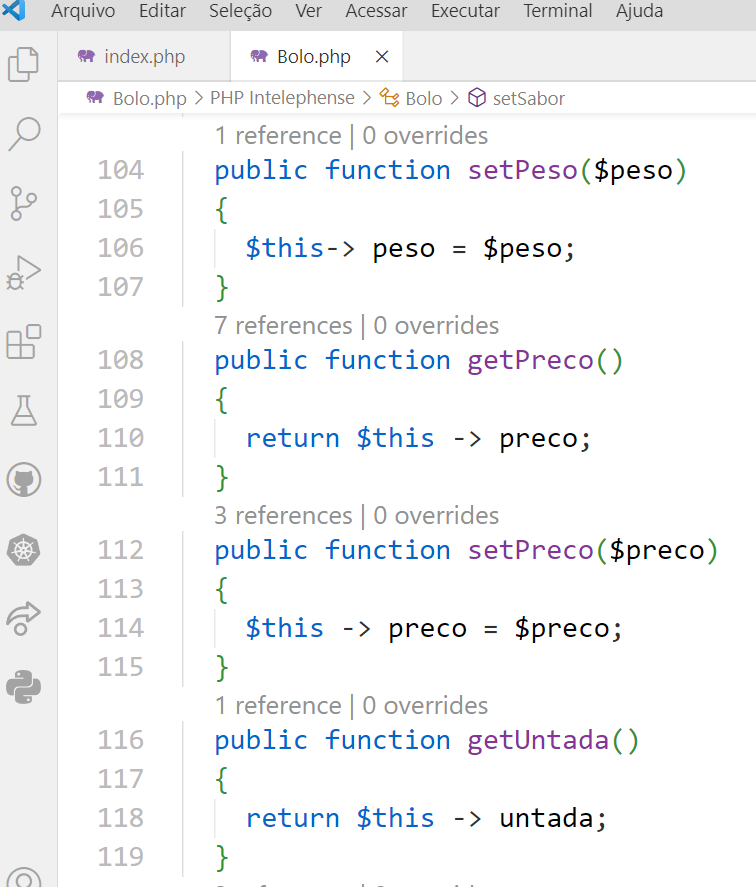 Arquivo Editar Seleção Ver Acessar Executar Terminal Ajuda
index.php Bolo.php
Bolo.php > PHP Intelephense > Bolo > setSabor
1 reference | 0 overrides
104 public function setPeso($peso)
105 {
106 $this-> peso = $peso;
107 }
7 references | 0 overrides
108 public function getPreco()
109 {
110 return $this -> preco;
111 }
3 references | 0 overrides
112 public function setPreco($preco)
113 {
114 $this -> preco = $preco;
115 }
1 reference | 0 overrides
116 public function getUntada()
117 {
118 return $this -> untada;
119 }